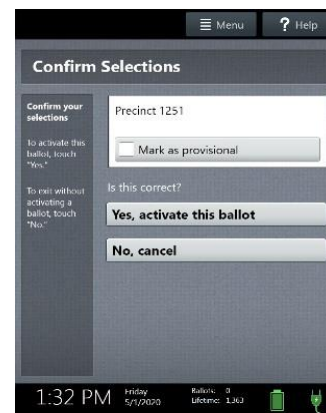 Menu
? Help
Confirm Selections
Confirm your
selections
To activate this
ballot, touch
"Yes."
To exit without
activating a
ballot, touch
"No."
Precinct 1251
Mark as provisional
Is this correct?
Yes, activate this ballot
No, cancel
1:32 PM
Friday
5/1/2020
Ballots: 0
Lifetime: 1,363